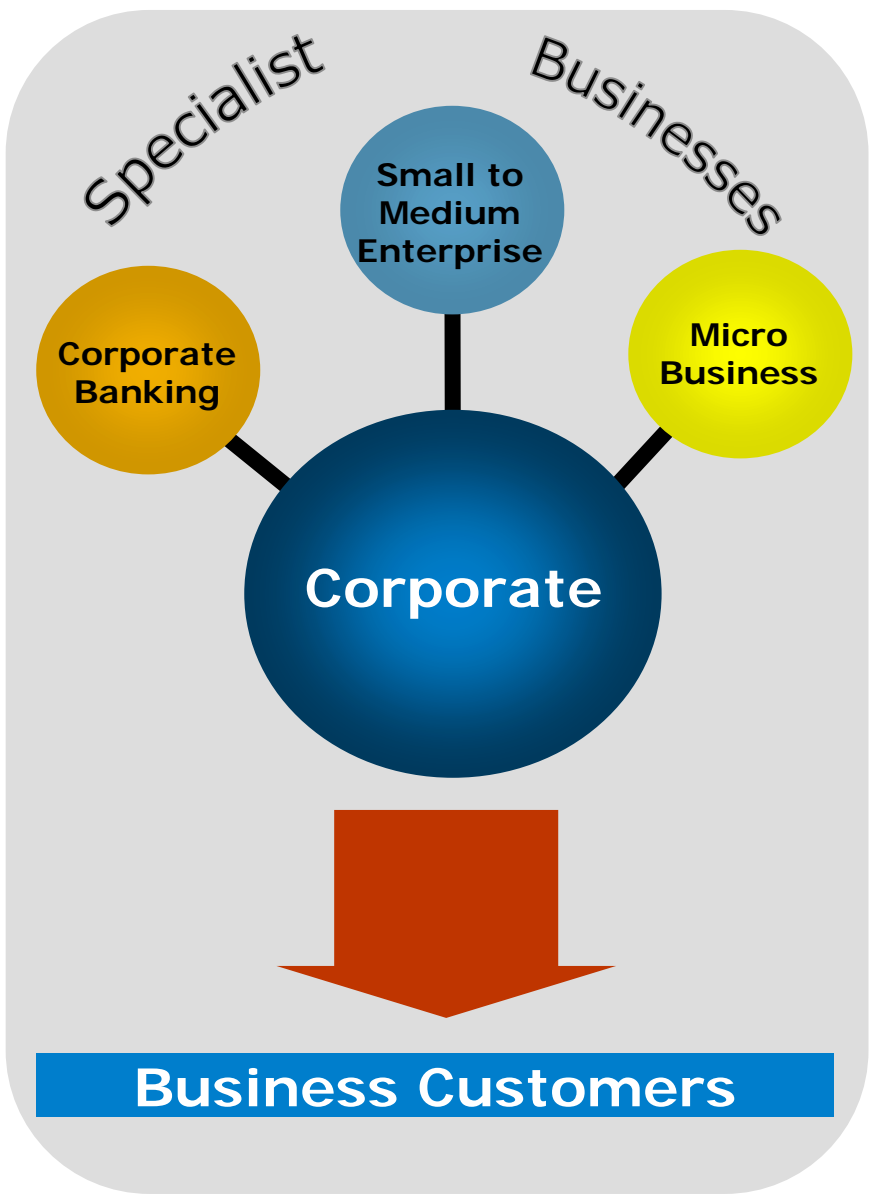 Specialist Businesses
Small to
Medium
Enterprise
Corporate
Banking
Micro
Business
Corporate
Business Customers